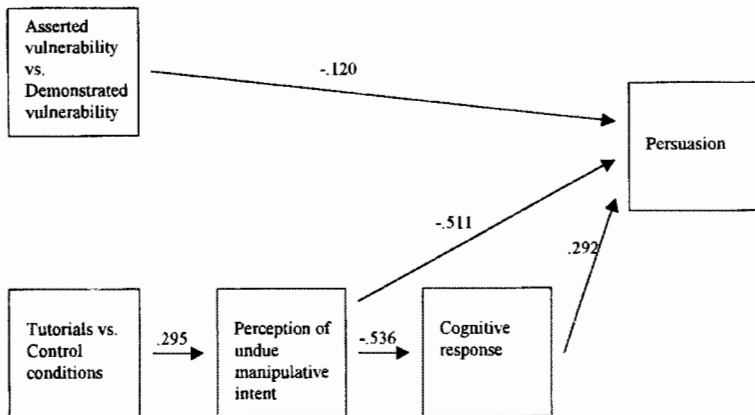 Asserted
vulnerability
vs.
Demonstrated
vulnerability
-.120
Persuasion
-.511
.292
Tutorials vs.
Control
conditions
.295
Perception of
undue
manipulative
intent
-.536
Cognitive
response